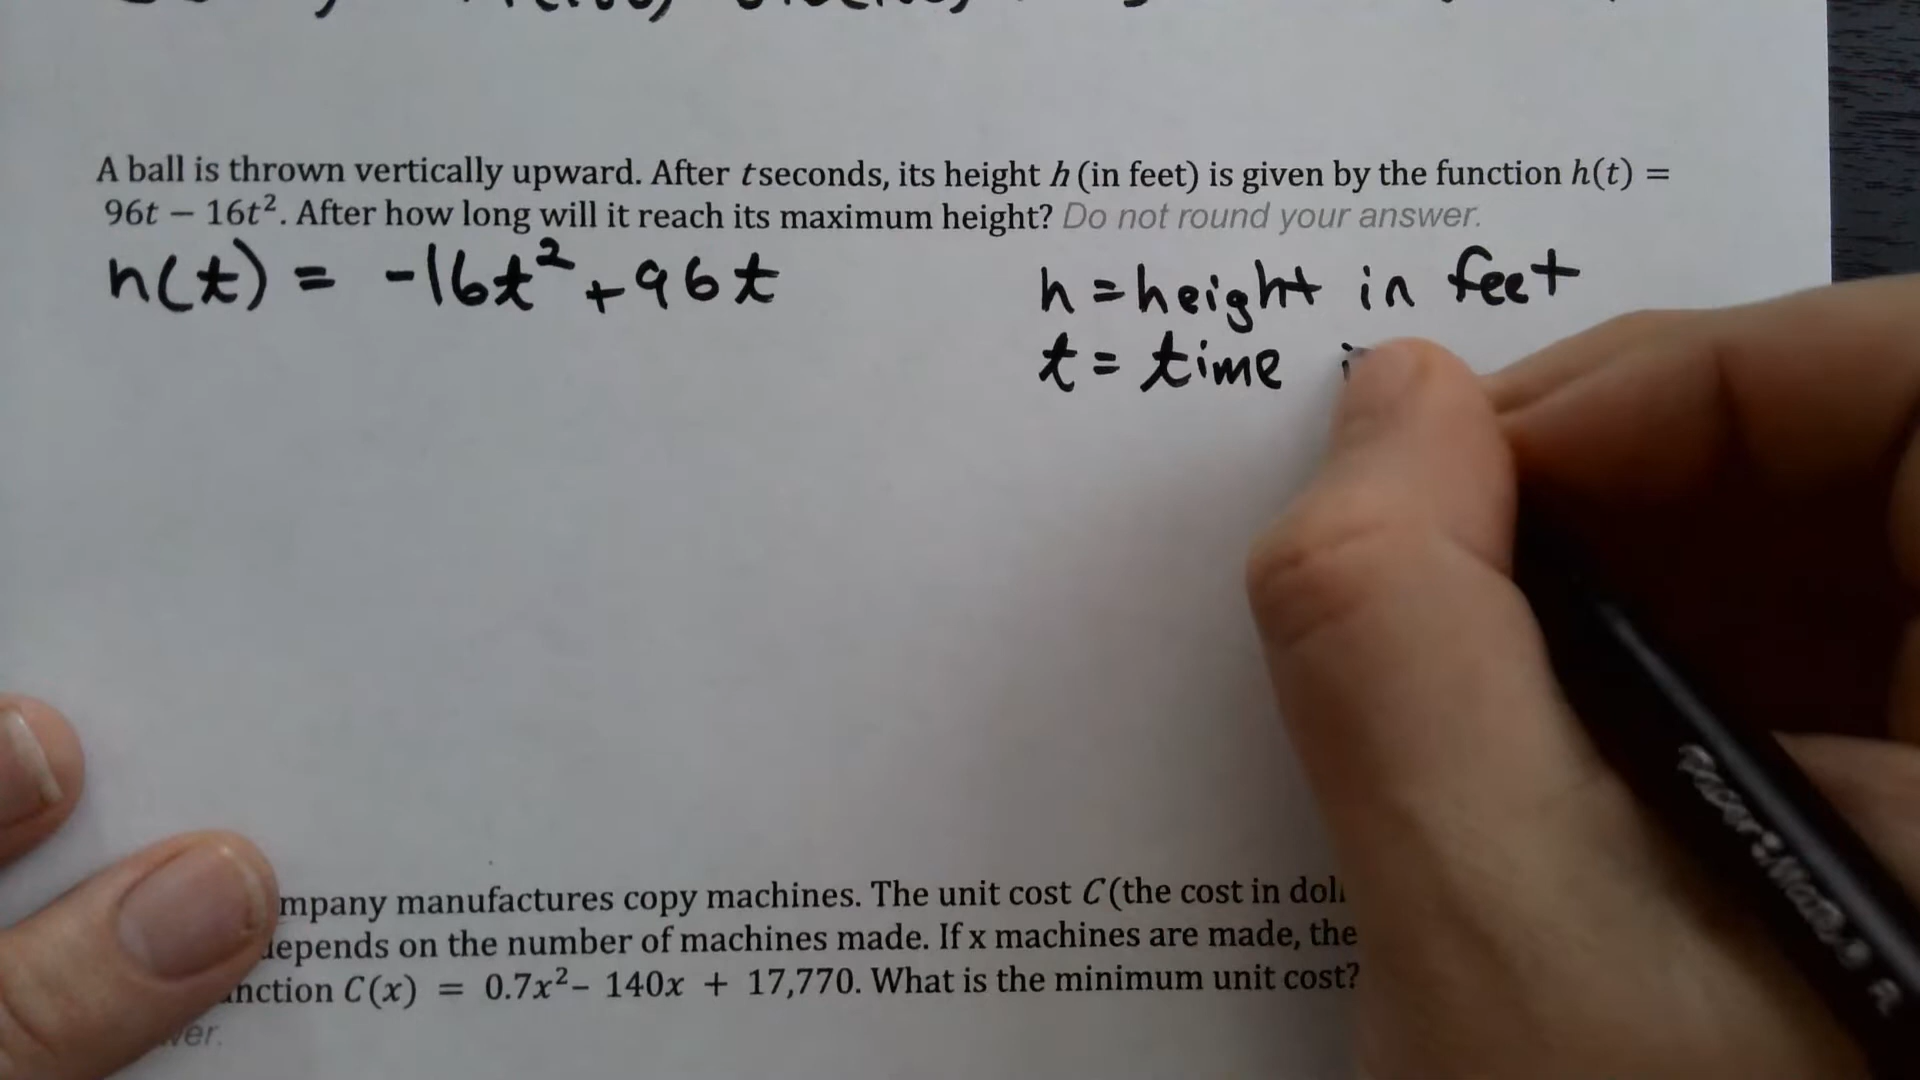 A ball is thrown vertically upward. After t seconds, its height h (in feet) is given by the function h(t) =
96t − 16t². After how long will it reach its maximum height? Do not round your answer.
h(t) = -16t² + 96t
h = height in feet
t = time i
mpany manufactures copy machines. The unit cost C (the cost in dol
depends on the number of machines made. If x machines are made, the
nction C(x) = 0.7x² − 140x + 17,770. What is the minimum unit cost?
wer.
PaperMate